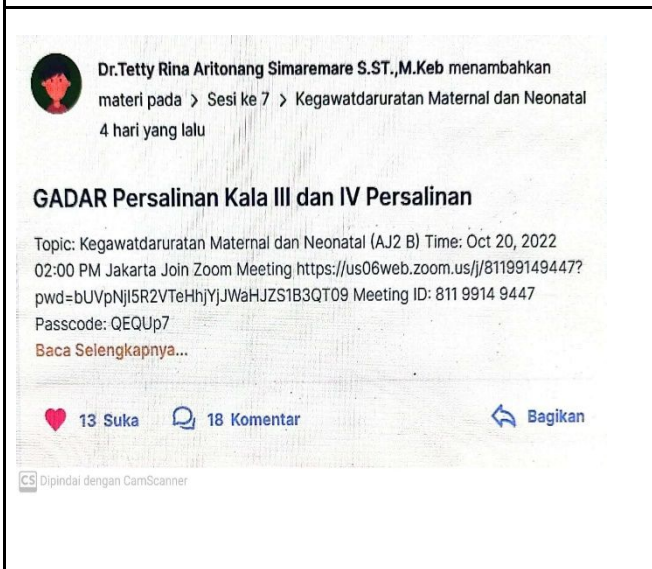 Dr.Tetty Rina Aritonang Simaremare S.ST.,M.Keb menambahkan
materi pada > Sesi ke 7 > Kegawatdaruratan Maternal dan Neonatal
4 hari yang lalu
GADAR Persalinan Kala III dan IV Persalinan
Topic: Kegawatdaruratan Maternal dan Neonatal (AJ2 B) Time: Oct 20, 2022
02:00 PM Jakarta Join Zoom Meeting https://us06web.zoom.us/j/81199149447?
pwd=bUVpNjI5R2VTeHhjYjJWaHJZS1B3QT09 Meeting ID: 811 9914 9447
Passcode: QEQUp7
Baca Selengkapnya...
13 Suka 18 Komentar Bagikan
CS Dipindai dengan CamScanner